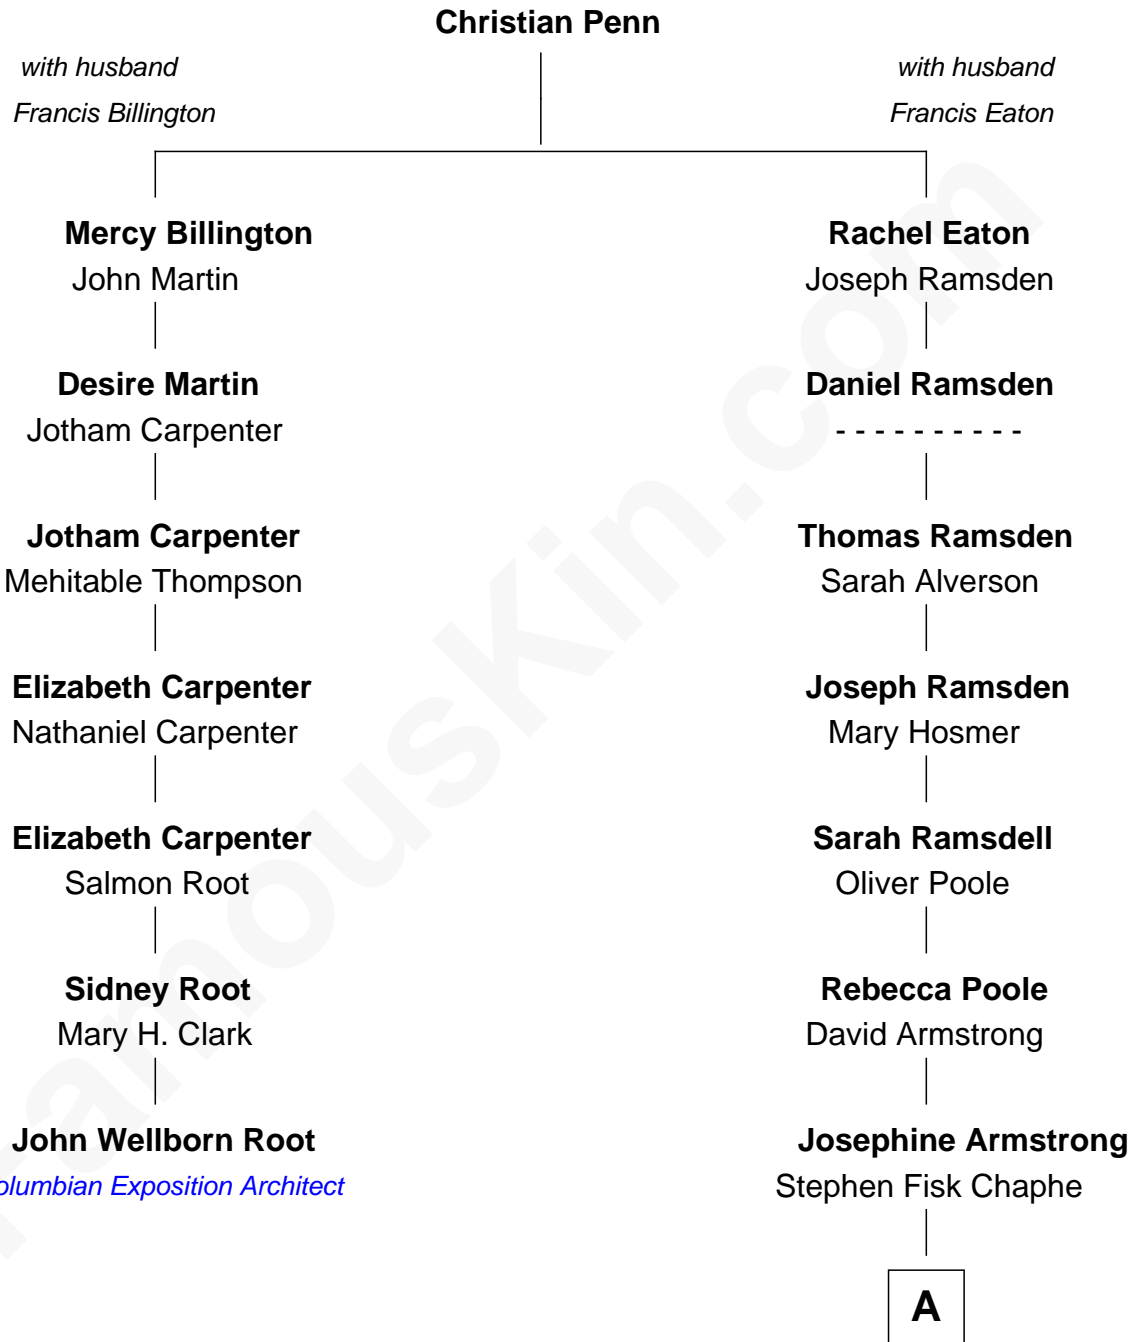 Christian Penn
with husband
Francis Billington
with husband
Francis Eaton
Mercy Billington
John Martin
Rachel Eaton
Joseph Ramsden
Desire Martin
Jotham Carpenter
Daniel Ramsden
- - - - - - - - - -
Jotham Carpenter
Mehitable Thompson
Thomas Ramsden
Sarah Alverson
Elizabeth Carpenter
Nathaniel Carpenter
Joseph Ramsden
Mary Hosmer
Elizabeth Carpenter
Salmon Root
Sarah Ramsdell
Oliver Poole
Sidney Root
Mary H. Clark
Rebecca Poole
David Armstrong
John Wellborn Root
olumbian Exposition Architect
Josephine Armstrong
Stephen Fisk Chaphe
A
FamousKin.com